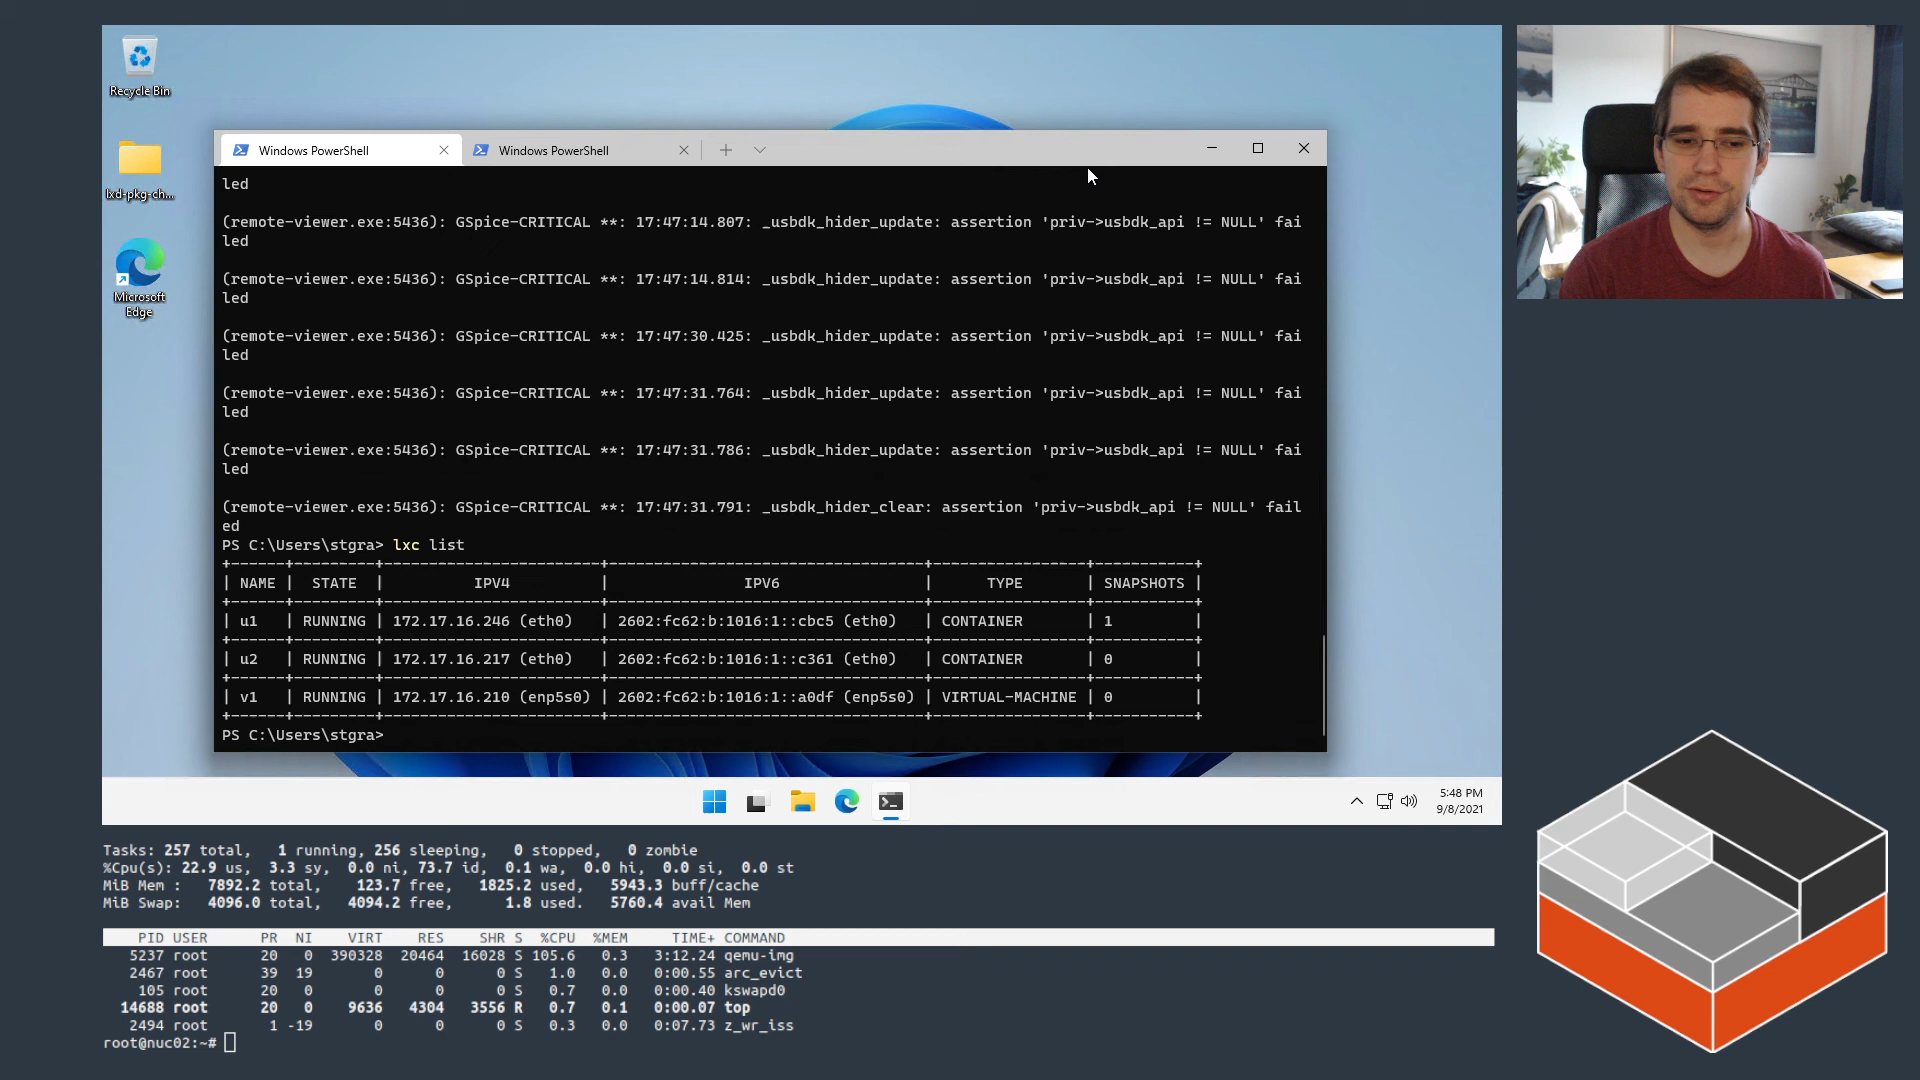 Recycle Bin
lxd-pkg-ch...
Microsoft
Edge
Windows PowerShell
Windows PowerShell
led
(remote-viewer.exe:5436): GSpice-CRITICAL **: 17:47:14.807: _usbdk_hider_update: assertion 'priv->usbdk_api != NULL' fai
led
(remote-viewer.exe:5436): GSpice-CRITICAL **: 17:47:14.814: _usbdk_hider_update: assertion 'priv->usbdk_api != NULL' fai
led
(remote-viewer.exe:5436): GSpice-CRITICAL **: 17:47:30.425: _usbdk_hider_update: assertion 'priv->usbdk_api != NULL' fai
led
(remote-viewer.exe:5436): GSpice-CRITICAL **: 17:47:31.764: _usbdk_hider_update: assertion 'priv->usbdk_api != NULL' fai
led
(remote-viewer.exe:5436): GSpice-CRITICAL **: 17:47:31.786: _usbdk_hider_update: assertion 'priv->usbdk_api != NULL' fai
led
(remote-viewer.exe:5436): GSpice-CRITICAL **: 17:47:31.791: _usbdk_hider_clear: assertion 'priv->usbdk_api != NULL' fail
ed
PS C:\Users\stgra> lxc list
| NAME | STATE | IPV4 | IPV6 | TYPE | SNAPSHOTS |
| u1 | RUNNING | 172.17.16.246 (eth0) | 2602:fc62:b:1016:1::cbc5 (eth0) | CONTAINER | 1 |
| u2 | RUNNING | 172.17.16.217 (eth0) | 2602:fc62:b:1016:1::c361 (eth0) | CONTAINER | 0 |
| v1 | RUNNING | 172.17.16.210 (enp5s0) | 2602:fc62:b:1016:1::a0df (enp5s0) | VIRTUAL-MACHINE | 0 |
PS C:\Users\stgra>
5:48 PM
9/8/2021
Tasks: 257 total, 1 running, 256 sleeping, 0 stopped, 0 zombie
%Cpu(s): 22.9 us, 3.3 sy, 0.0 ni, 73.7 id, 0.1 wa, 0.0 hi, 0.0 si, 0.0 st
MiB Mem : 7892.2 total, 123.7 free, 1825.2 used, 5943.3 buff/cache
MiB Swap: 4096.0 total, 4094.2 free, 1.8 used. 5760.4 avail Mem
PID USER PR NI VIRT RES SHR S %CPU %MEM TIME+ COMMAND
5237 root 20 0 390328 20464 16028 S 105.6 0.3 3:12.24 qemu-img
2467 root 39 19 0 0 0 S 1.0 0.0 0:00.55 arc_evict
105 root 20 0 0 0 0 S 0.7 0.0 0:00.40 kswapd0
14688 root 20 0 9636 4304 3556 R 0.7 0.1 0:00.07 top
2494 root 1 -19 0 0 0 S 0.3 0.0 0:07.73 z_wr_iss
root@nuc02:~#